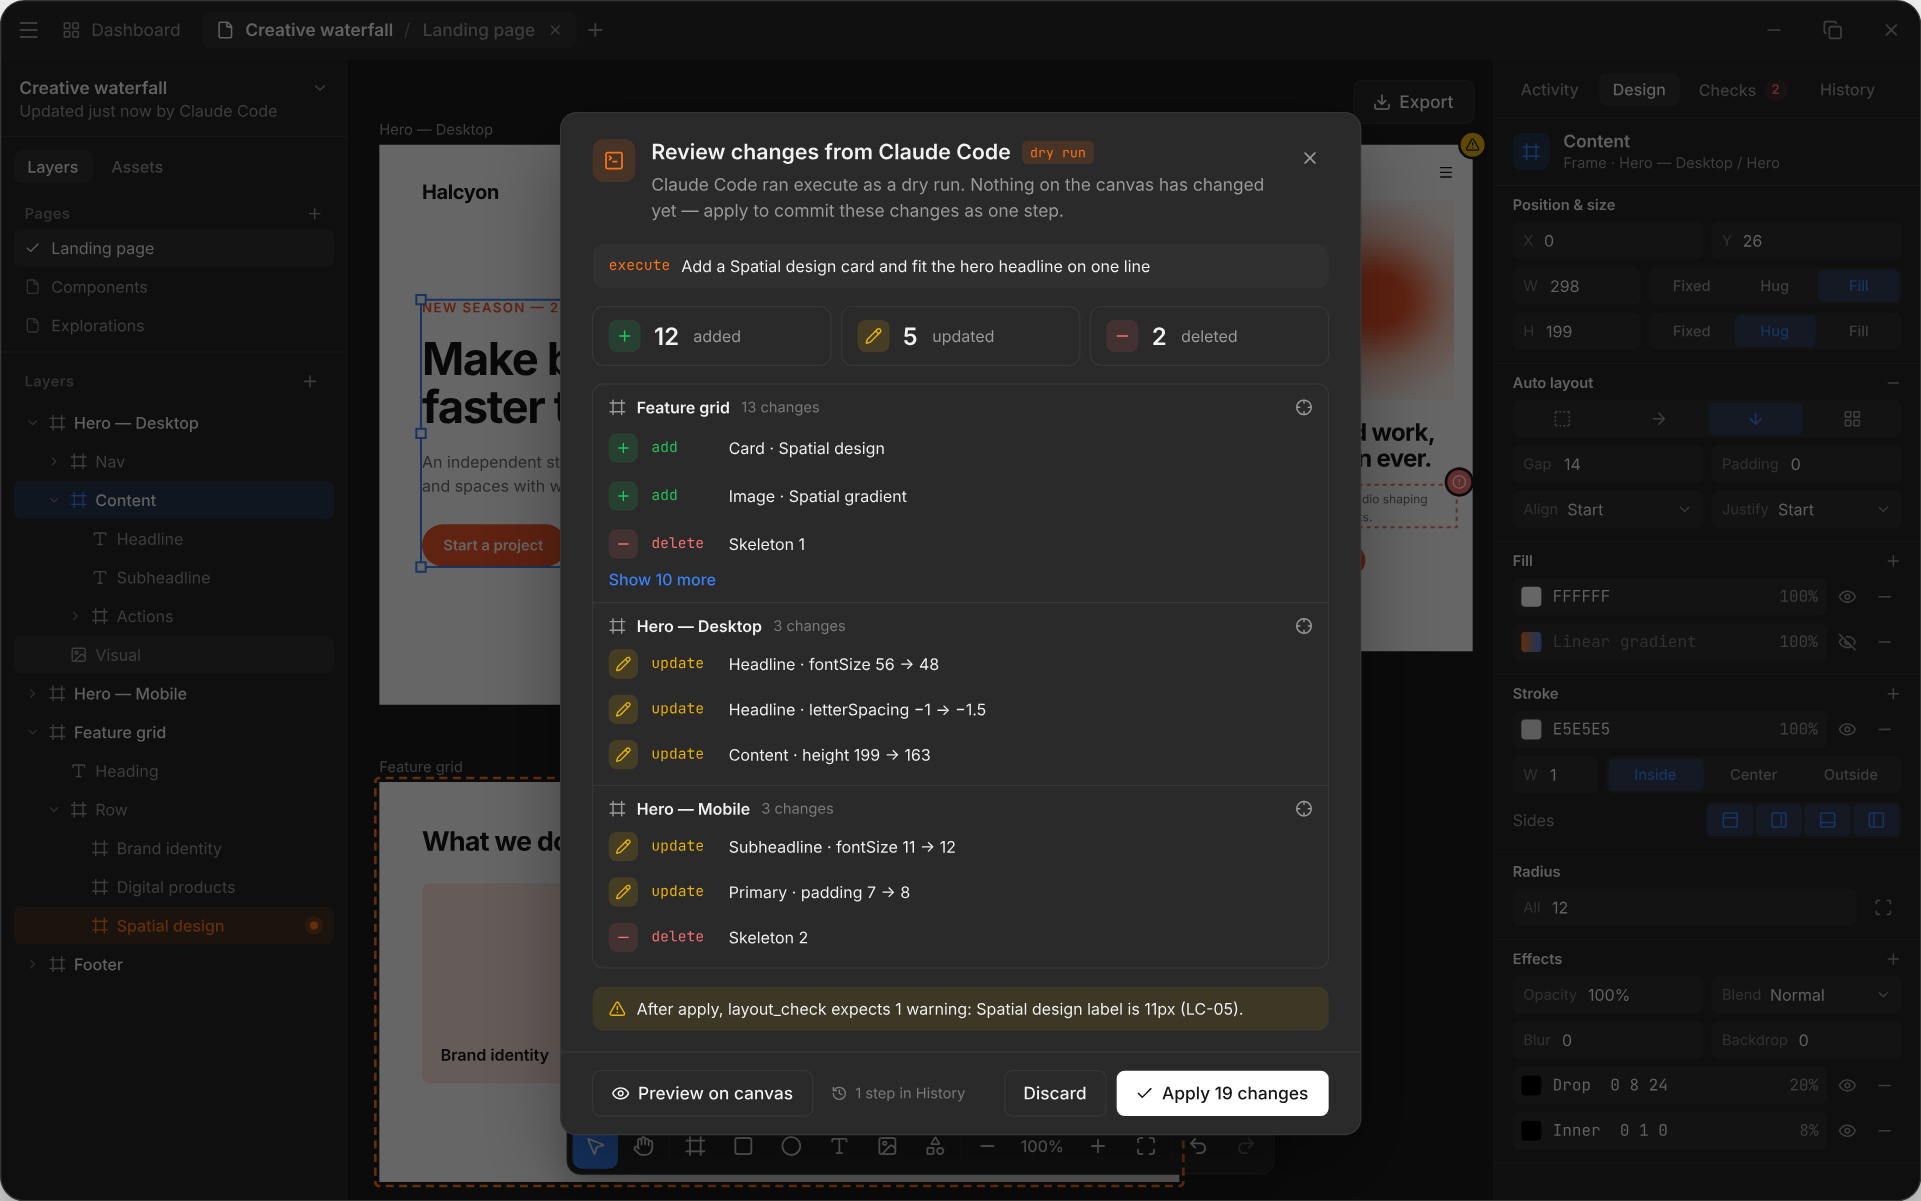 Dashboard
Creative waterfall / Landing page
Creative waterfall
Updated just now by Claude Code
Layers Assets
Pages
Landing page
Components
Explorations
Layers
Hero — Desktop
Nav
Content
Headline
Subheadline
Actions
Visual
Hero — Mobile
Feature grid
Heading
Row
Brand identity
Digital products
Spatial design
Footer
Hero — Desktop
Halcyon
NEW SEASON — 2
Make b
faster t
An independent st
and spaces with w
Start a project
Feature grid
What we do
Brand identity
Export
d work,
n ever.
dio shaping
s.
Review changes from Claude Code dry run
Claude Code ran execute as a dry run. Nothing on the canvas has changed
yet — apply to commit these changes as one step.
execute Add a Spatial design card and fit the hero headline on one line
12 added
5 updated
2 deleted
Feature grid 13 changes
add Card · Spatial design
add Image · Spatial gradient
delete Skeleton 1
Show 10 more
Hero — Desktop 3 changes
update Headline · fontSize 56 → 48
update Headline · letterSpacing −1 → −1.5
update Content · height 199 → 163
Hero — Mobile 3 changes
update Subheadline · fontSize 11 → 12
update Primary · padding 7 → 8
delete Skeleton 2
After apply, layout_check expects 1 warning: Spatial design label is 11px (LC-05).
Preview on canvas
1 step in History
Discard
Apply 19 changes
100%
Activity Design Checks 2 History
Content
Frame · Hero — Desktop / Hero
Position & size
X 0 Y 26
W 298 Fixed Hug Fill
H 199 Fixed Hug Fill
Auto layout
Gap 14 Padding 0
Align Start Justify Start
Fill
FFFFFF 100%
Linear gradient 100%
Stroke
E5E5E5 100%
W 1 Inside Center Outside
Sides
Radius
All 12
Effects
Opacity 100% Blend Normal
Blur 0 Backdrop 0
Drop 0 8 24 20%
Inner 0 1 0 8%